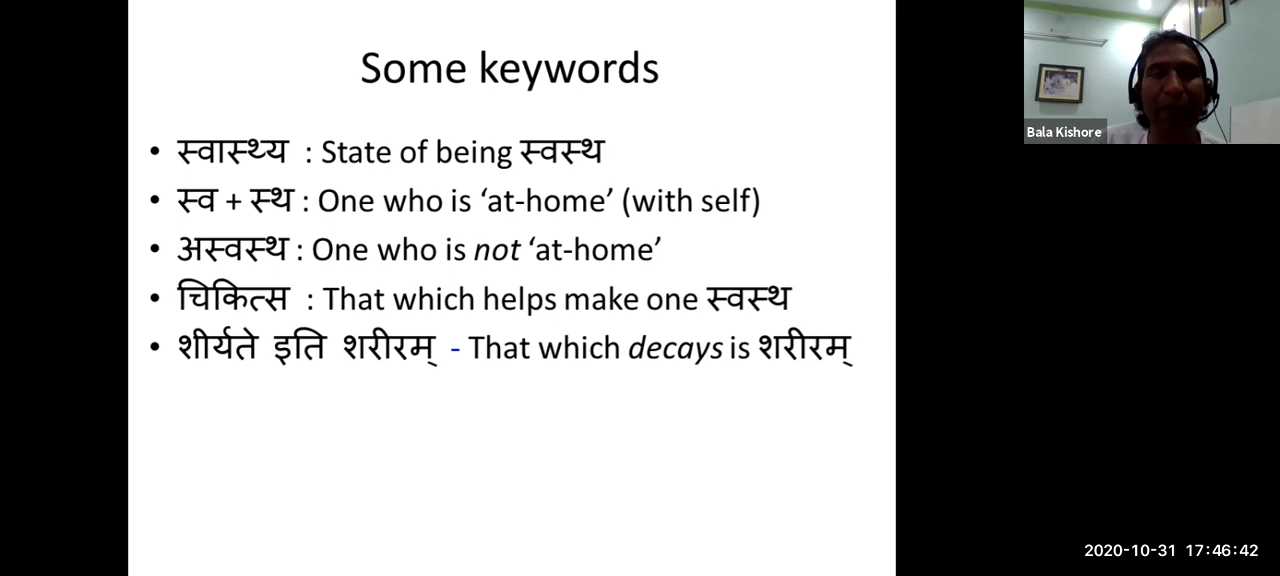 Some keywords
• स्वास्थ्य : State of being स्वस्थ
• स्व + स्थ : One who is ‘at-home’ (with self)
• अस्वस्थ : One who is not ‘at-home’
• चिकित्स : That which helps make one स्वस्थ
• शीर्यते इति शरीरम् - That which decays is शरीरम्
Bala Kishore
2020-10-31 17:46:42